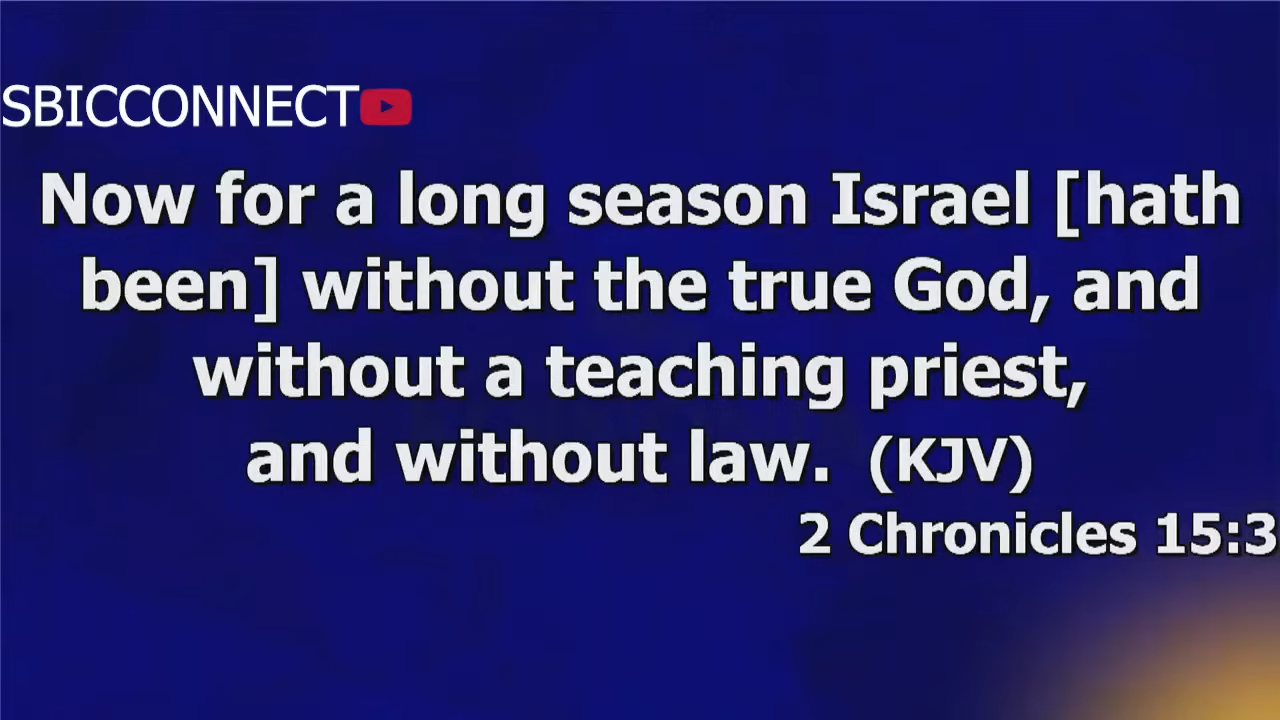 SBICCONNECT
Now for a long season Israel [hath
been] without the true God, and
without a teaching priest,
and without law. (KJV)
2 Chronicles 15:3